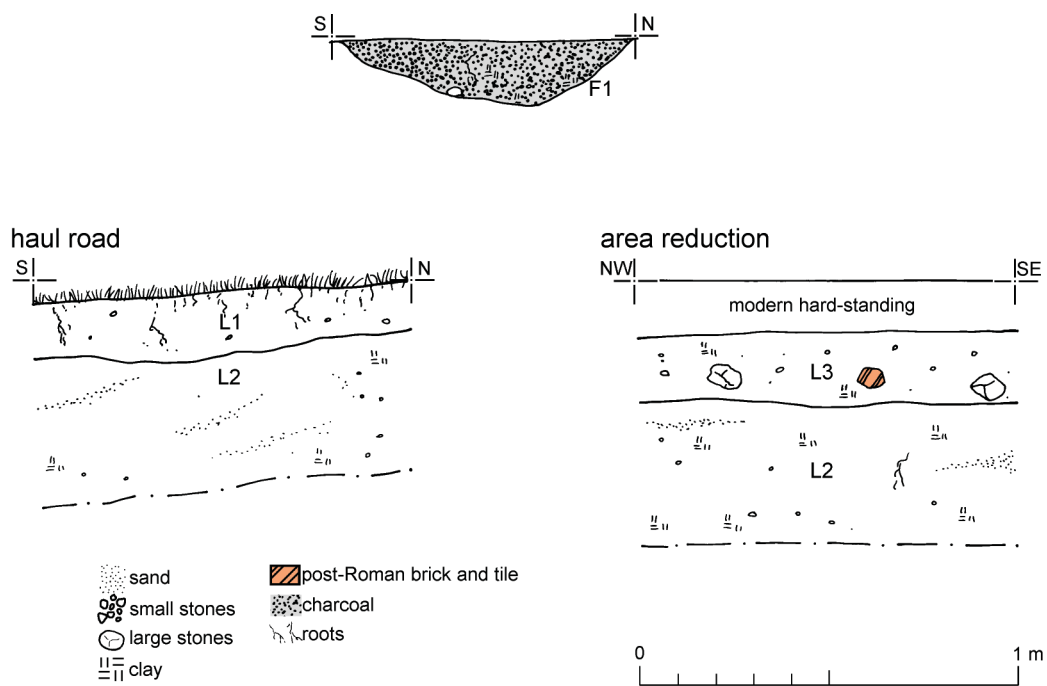 S N
F1
haul road
area reduction
S N
NW SE
modern hard-standing
L1
L2
L3
L2
sand
small stones
large stones
clay
post-Roman brick and tile
charcoal
roots
0 1 m